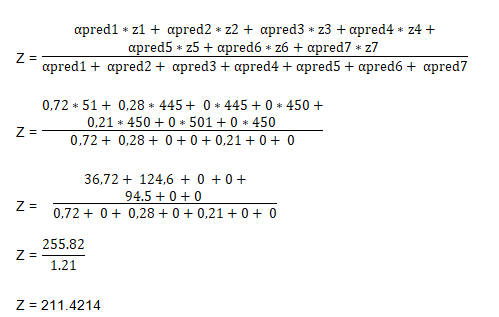 αpred1 ∗ z1 + αpred2 ∗ z2 + αpred3 ∗ z3 + αpred4 ∗ z4 +
αpred5 ∗ z5 + αpred6 ∗ z6 + αpred7 ∗ z7
Z =
αpred1 + αpred2 + αpred3 + αpred4 + αpred5 + αpred6 + αpred7
0,72 ∗ 51 + 0,28 ∗ 445 + 0 ∗ 445 + 0 ∗ 450 +
0,21 ∗ 450 + 0 ∗ 501 + 0 ∗ 450
Z =
0,72 + 0,28 + 0 + 0 + 0,21 + 0 + 0
36,72 + 124,6 + 0 + 0 +
94.5 + 0 + 0
Z =
0,72 + 0 + 0,28 + 0 + 0,21 + 0 + 0
255.82
Z =
1.21
Z = 211.4214